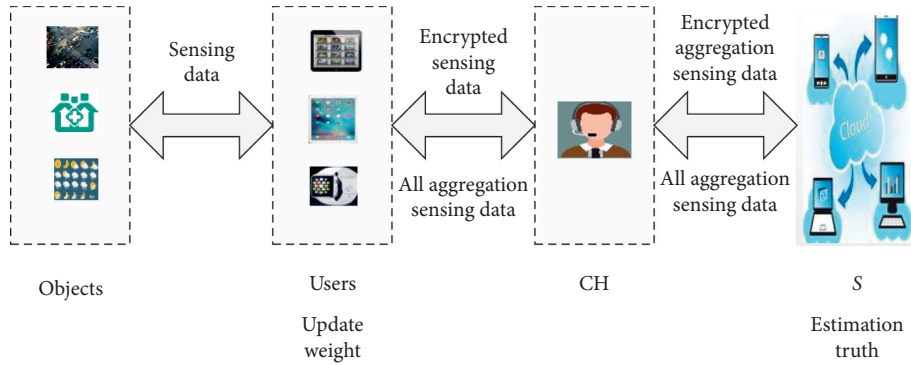 Sensing
data
Encrypted
sensing
data
All aggregation
sensing data
Encrypted
aggregation
sensing data
All aggregation
sensing data
Cloud
Objects
Users
Update
weight
CH
S
Estimation
truth